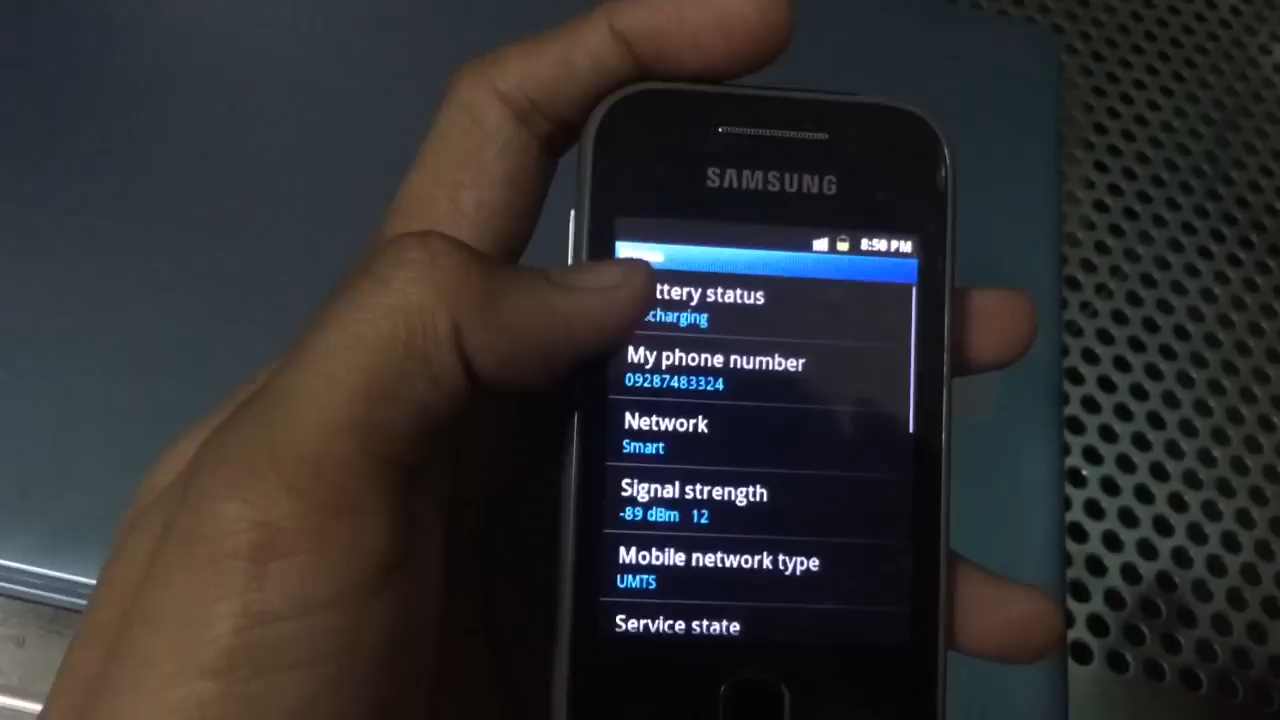 SAMSUNG
8:50 PM
ttery status
charging
My phone number
09287483324
Network
Smart
Signal strength
-89 dBm 12
Mobile network type
UMTS
Service state